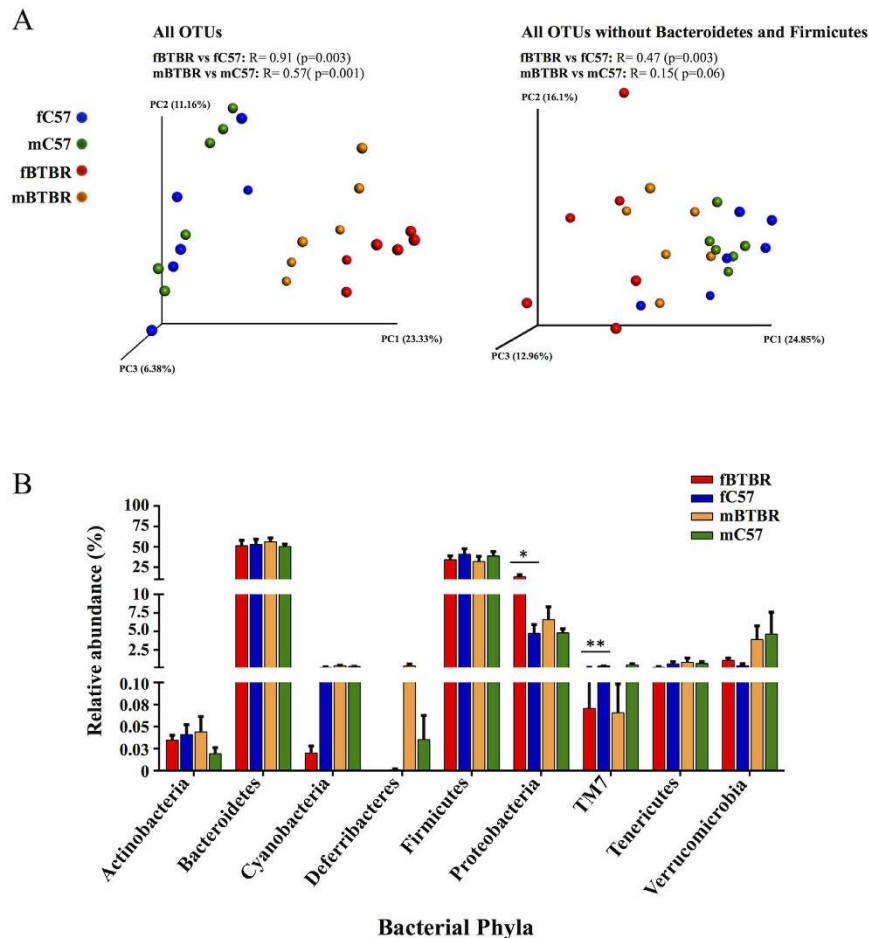 A
All OTUs
fBTBR vs fC57: R= 0.91 (p=0.003)
mBTBR vs mC57: R= 0.57( p=0.001)
All OTUs without Bacteroidetes and Firmicutes
fBTBR vs fC57: R= 0.47 (p=0.003)
mBTBR vs mC57: R= 0.15(p=0.06)
fC57
mC57
fBTBR
mBTBR
PC2 (11.16%)
PC1 (23.33%)
PC3 (6.38%)
PC2 (16.1%)
PC1 (24.85%)
PC3 (12.96%)
B
fBTBR
fC57
mBTBR
mC57
Relative abundance (%)
100
75
50
25
10
5
2.5
0.10
0.08
0.05
0.03
0
*
**
Actinobacteria
Bacteroidetes
Cyanobacteria
Deferribacteres
Firmicutes
Proteobacteria
TM7
Tenericutes
Verrucomicrobia
Bacterial Phyla